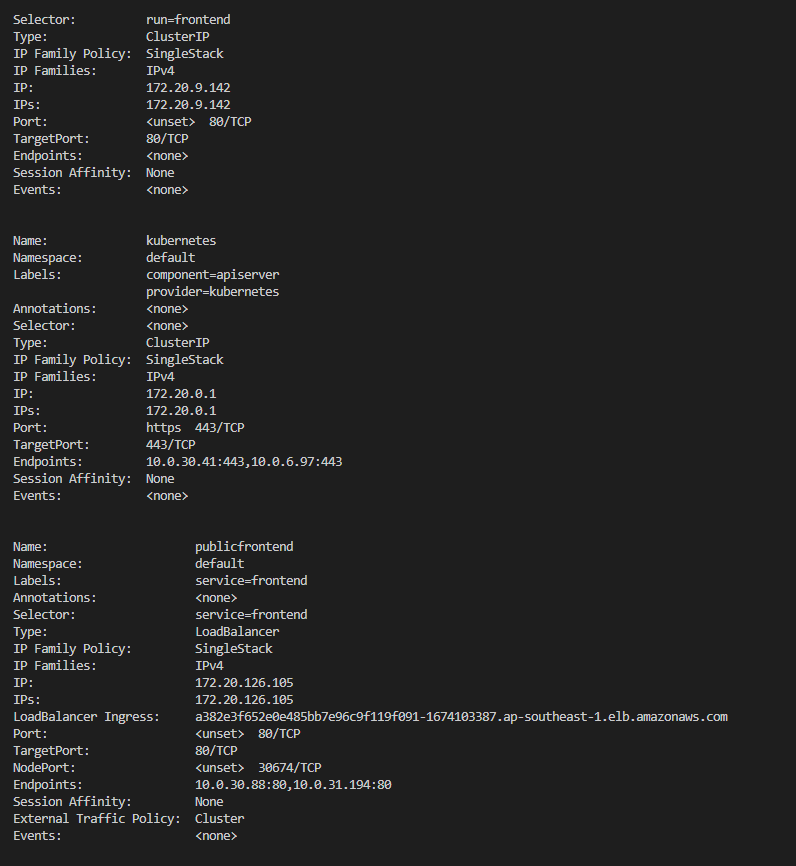 Selector:          run=frontend
Type:              ClusterIP
IP Family Policy:  SingleStack
IP Families:       IPv4
IP:                172.20.9.142
IPs:               172.20.9.142
Port:              <unset>  80/TCP
TargetPort:        80/TCP
Endpoints:         <none>
Session Affinity:  None
Events:            <none>
Name:              kubernetes
Namespace:         default
Labels:            component=apiserver
                   provider=kubernetes
Annotations:       <none>
Selector:          <none>
Type:              ClusterIP
IP Family Policy:  SingleStack
IP Families:       IPv4
IP:                172.20.0.1
IPs:               172.20.0.1
Port:              https  443/TCP
TargetPort:        443/TCP
Endpoints:         10.0.30.41:443,10.0.6.97:443
Session Affinity:  None
Events:            <none>
Name:                     publicfrontend
Namespace:                default
Labels:                   service=frontend
Annotations:              <none>
Selector:                 service=frontend
Type:                     LoadBalancer
IP Family Policy:         SingleStack
IP Families:              IPv4
IP:                       172.20.126.105
IPs:                      172.20.126.105
LoadBalancer Ingress:     a382e3f652e0e485bb7e96c9f119f091-1674103387.ap-southeast-1.elb.amazonaws.com
Port:                     <unset>  80/TCP
TargetPort:               80/TCP
NodePort:                 <unset>  30674/TCP
Endpoints:                10.0.30.88:80,10.0.31.194:80
Session Affinity:         None
External Traffic Policy:  Cluster
Events:                   <none>